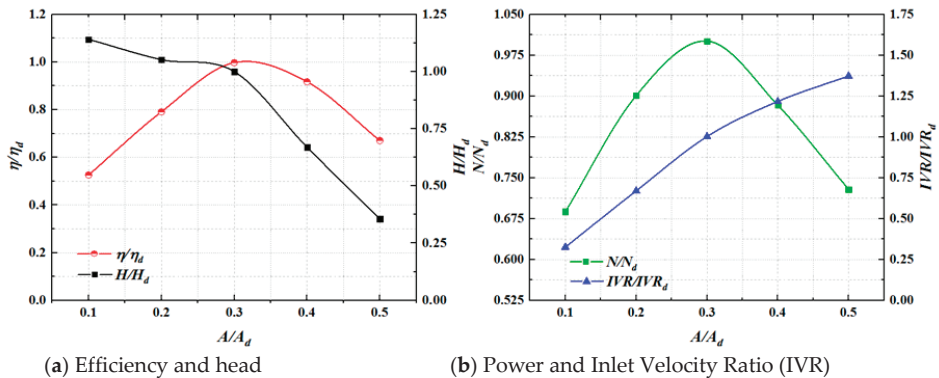 1.2
1.0
0.8
0.6
0.4
0.2
0.0
η/η_d
1.25
1.00
0.75
0.50
0.25
0.00
H/H_d
0.1 0.2 0.3 0.4 0.5
A/A_d
η/η_d
H/H_d
1.050
0.975
0.900
0.825
0.750
0.675
0.600
0.525
N/N_d
1.75
1.50
1.25
1.00
0.75
0.50
0.25
0.00
IVR/IVR_d
0.1 0.2 0.3 0.4 0.5
A/A_d
N/N_d
IVR/IVR_d
(a) Efficiency and head
(b) Power and Inlet Velocity Ratio (IVR)